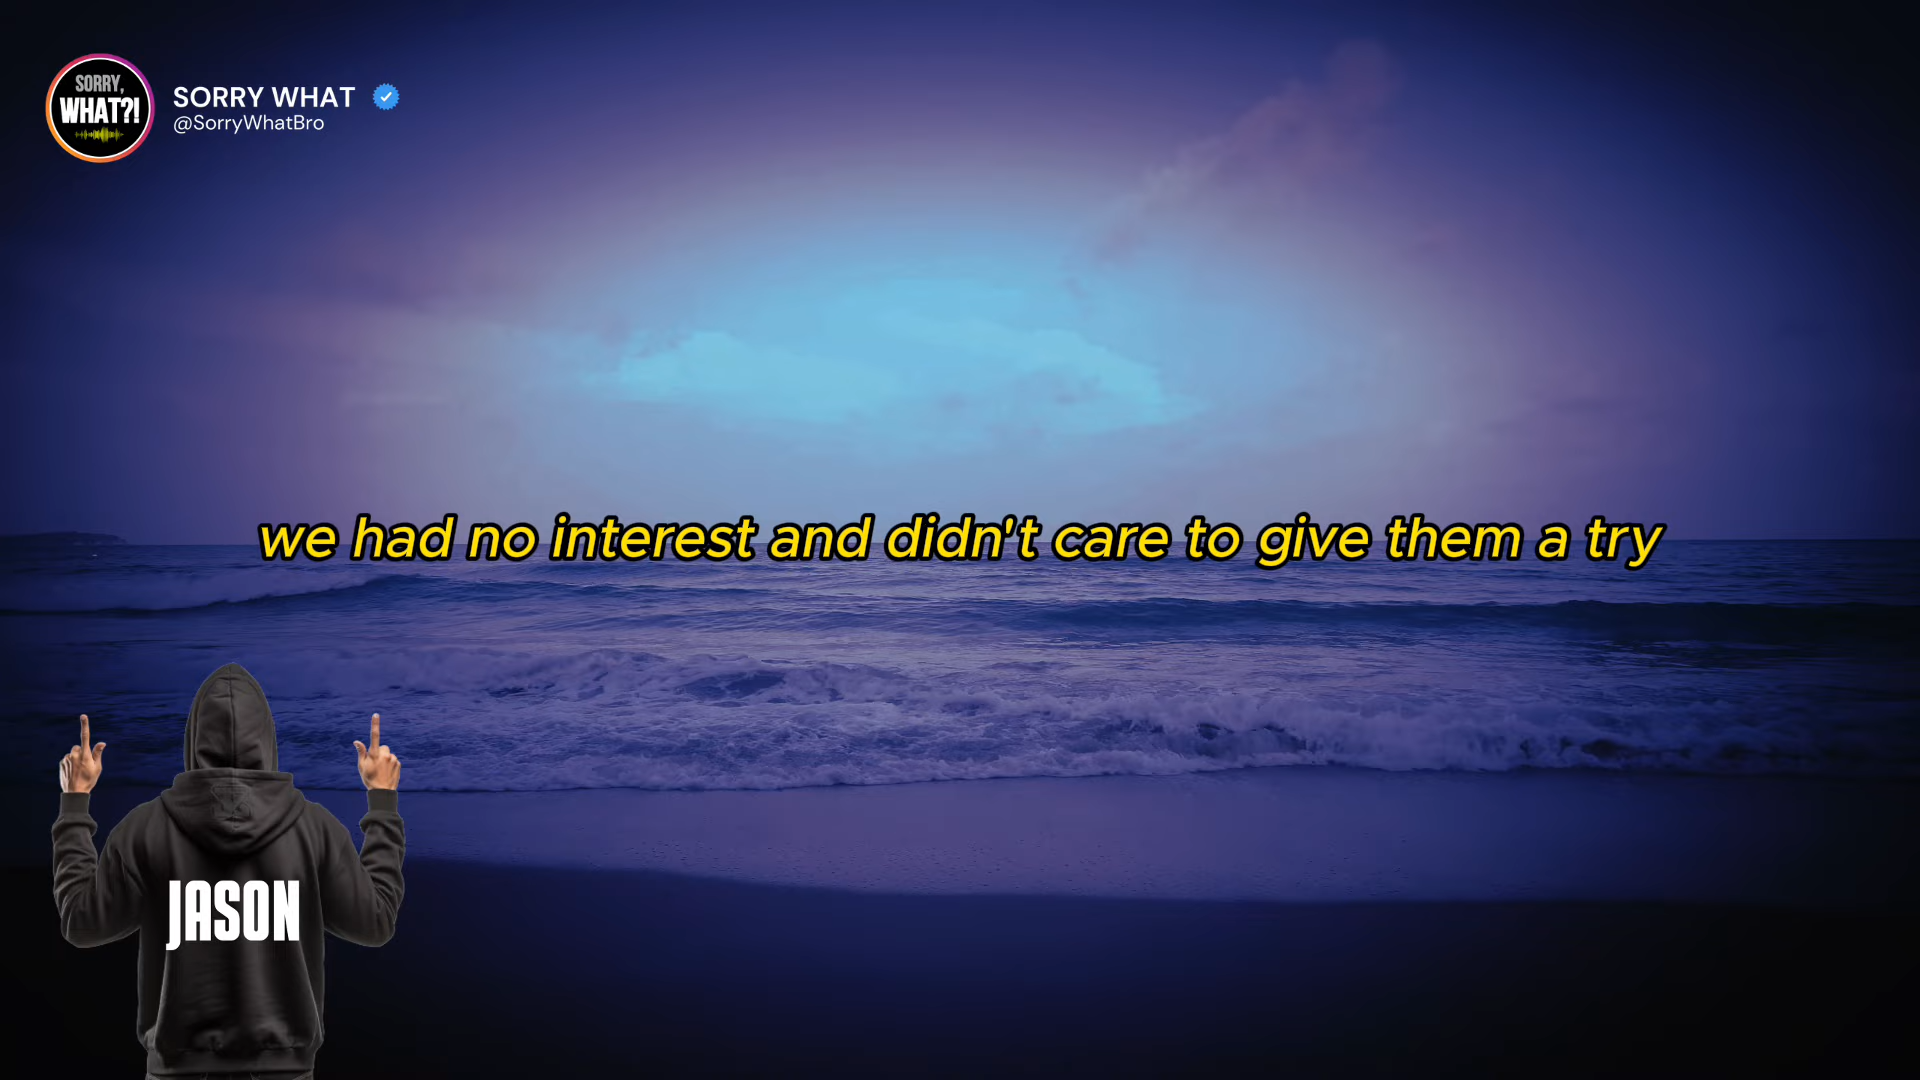 SORRY,
WHAT?!
SORRY WHAT
@SorryWhatBro
we had no interest and didn't care to give them a try
JASON